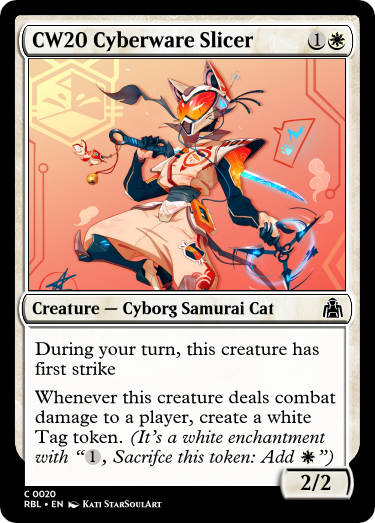 CW20 Cyberware Slicer 1
Creature — Cyborg Samurai Cat
During your turn, this creature has
first strike
Whenever this creature deals combat
damage to a player, create a white
Tag token. (It's a white enchantment
with “1, Sacrifce this token: Add ”)
2/2
C 0020
RBL • EN Kati StarSoulArt